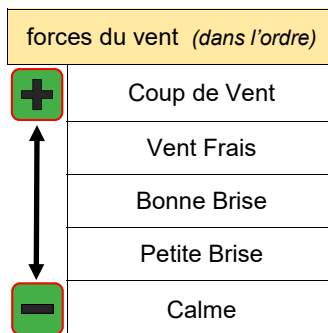 forces du vent (dans l’ordre)
Coup de Vent
Vent Frais
Bonne Brise
Petite Brise
Calme